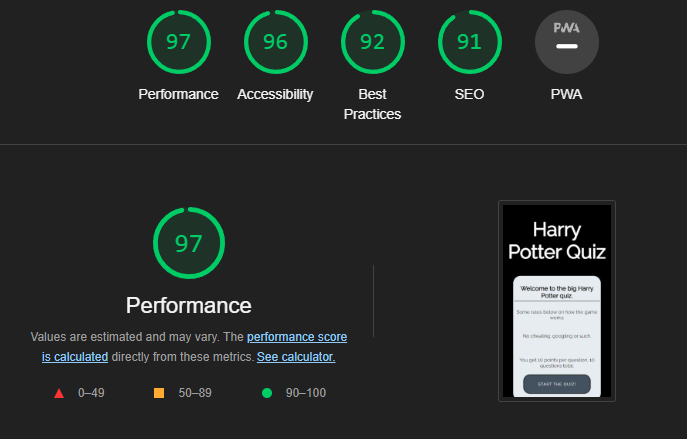 97 96 92 91 PWA
Performance Accessibility Best Practices SEO PWA
97
Performance
Values are estimated and may vary. The performance score
is calculated directly from these metrics. See calculator.
0–49 50–89 90–100
Harry
Potter Quiz
Welcome to the big Harry
Potter quiz.
Some rules below on how the game
works.
No cheating, googling or such.
You get 10 points per question, 10
questions total.
START THE QUIZ!